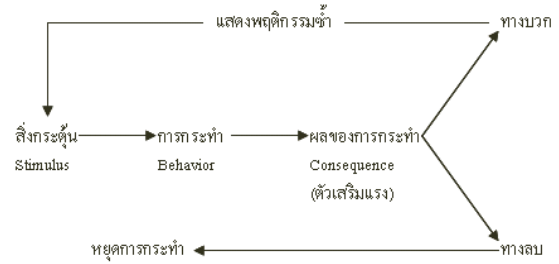 แสดงพฤติกรรมซ้ำ
ทางบวก
สิ่งกระตุ้น
Stimulus
การกระทำ
Behavior
ผลของการกระทำ
Consequence
(ตัวเสริมแรง)
หยุดการกระทำ
ทางลบ